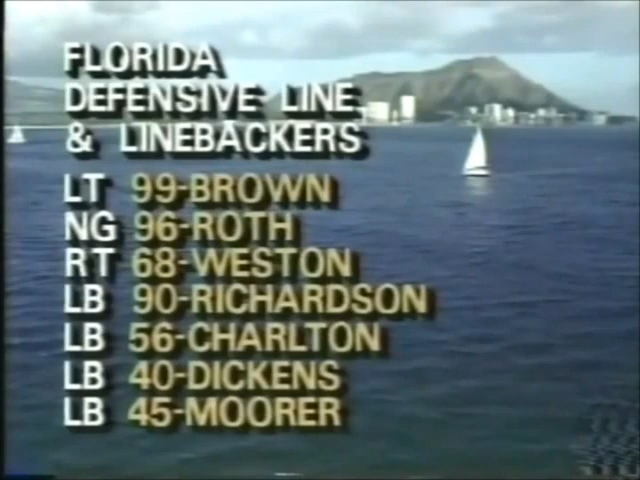 FLORIDA
DEFENSIVE LINE
& LINEBACKERS
LT 99-BROWN
NG 96-ROTH
RT 68-WESTON
LB 90-RICHARDSON
LB 56-CHARLTON
LB 40-DICKENS
LB 45-MOORER